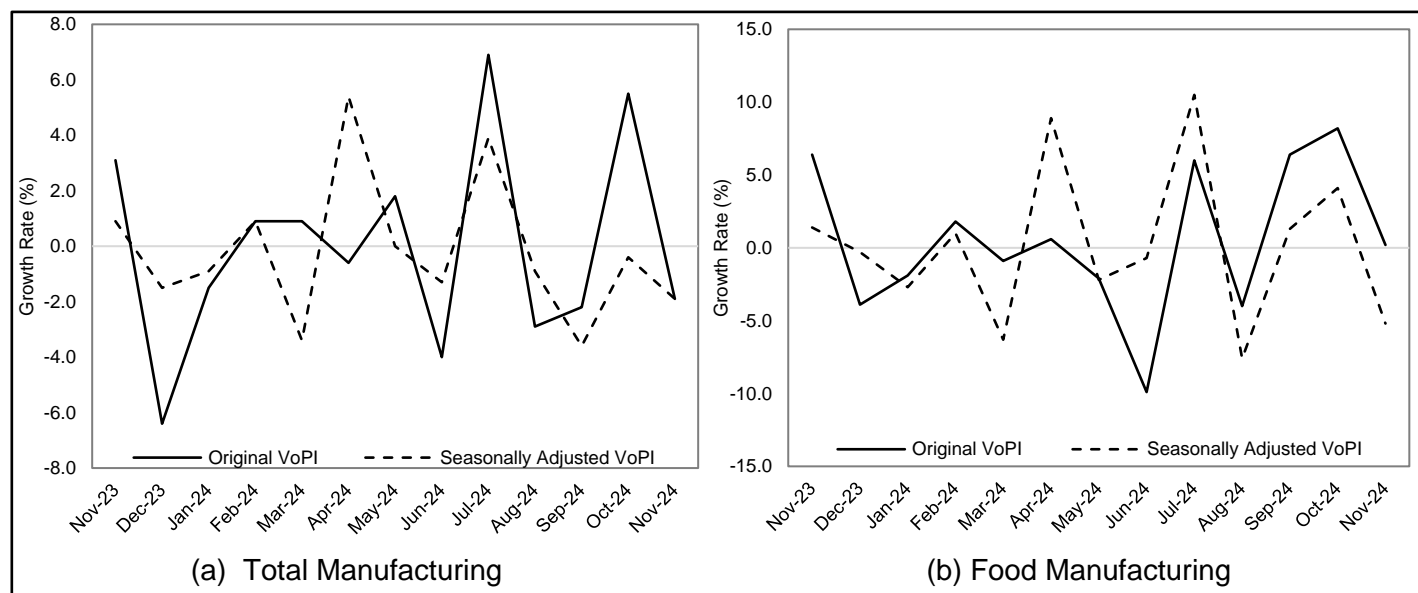 8.0
6.0
4.0
2.0
0.0
-2.0
-4.0
-6.0
-8.0
Growth Rate (%)
Original VoPI
Seasonally Adjusted VoPI
Nov-23
Dec-23
Jan-24
Feb-24
Mar-24
Apr-24
May-24
Jun-24
Jul-24
Aug-24
Sep-24
Oct-24
Nov-24
(a) Total Manufacturing
15.0
10.0
5.0
0.0
-5.0
-10.0
-15.0
Growth Rate (%)
Original VoPI
Seasonally Adjusted VoPI
Nov-23
Dec-23
Jan-24
Feb-24
Mar-24
Apr-24
May-24
Jun-24
Jul-24
Aug-24
Sep-24
Oct-24
Nov-24
(b) Food Manufacturing